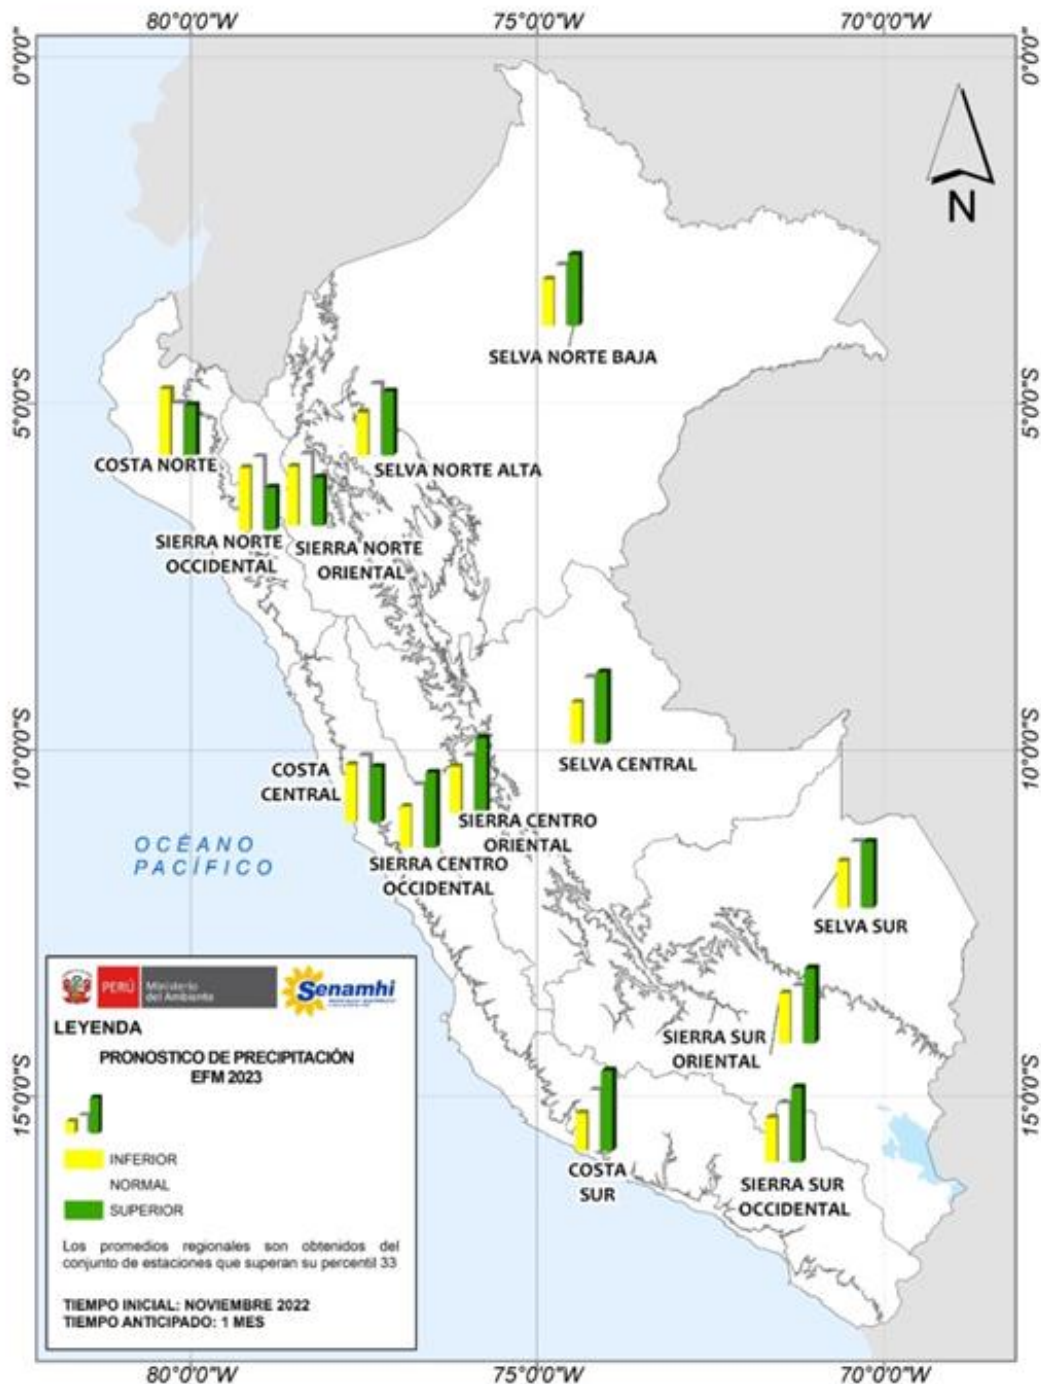 80°0'0"W 75°0'0"W 70°0'0"W
0°0'0"
0°0'0"
N
SELVA NORTE BAJA
5°0'0"S
5°0'0"S
COSTA NORTE
SELVA NORTE ALTA
SIERRA NORTE
OCCIDENTAL
SIERRA NORTE
ORIENTAL
10°0'0"S
10°0'0"S
COSTA
CENTRAL
SELVA CENTRAL
SIERRA CENTRO
ORIENTAL
SIERRA CENTRO
OCCIDENTAL
OCÉANO
PACÍFICO
SELVA SUR
SIERRA SUR
ORIENTAL
15°0'0"S
15°0'0"S
COSTA
SUR
SIERRA SUR
OCCIDENTAL
PERÚ
Ministerio
del Ambiente
Senamhi
LEYENDA
PRONOSTICO DE PRECIPITACIÓN
EFM 2023
INFERIOR
NORMAL
SUPERIOR
Los promedios regionales son obtenidos del
conjunto de estaciones que superan su percentil 33
TIEMPO INICIAL: NOVIEMBRE 2022
TIEMPO ANTICIPADO: 1 MES
80°0'0"W 75°0'0"W 70°0'0"W